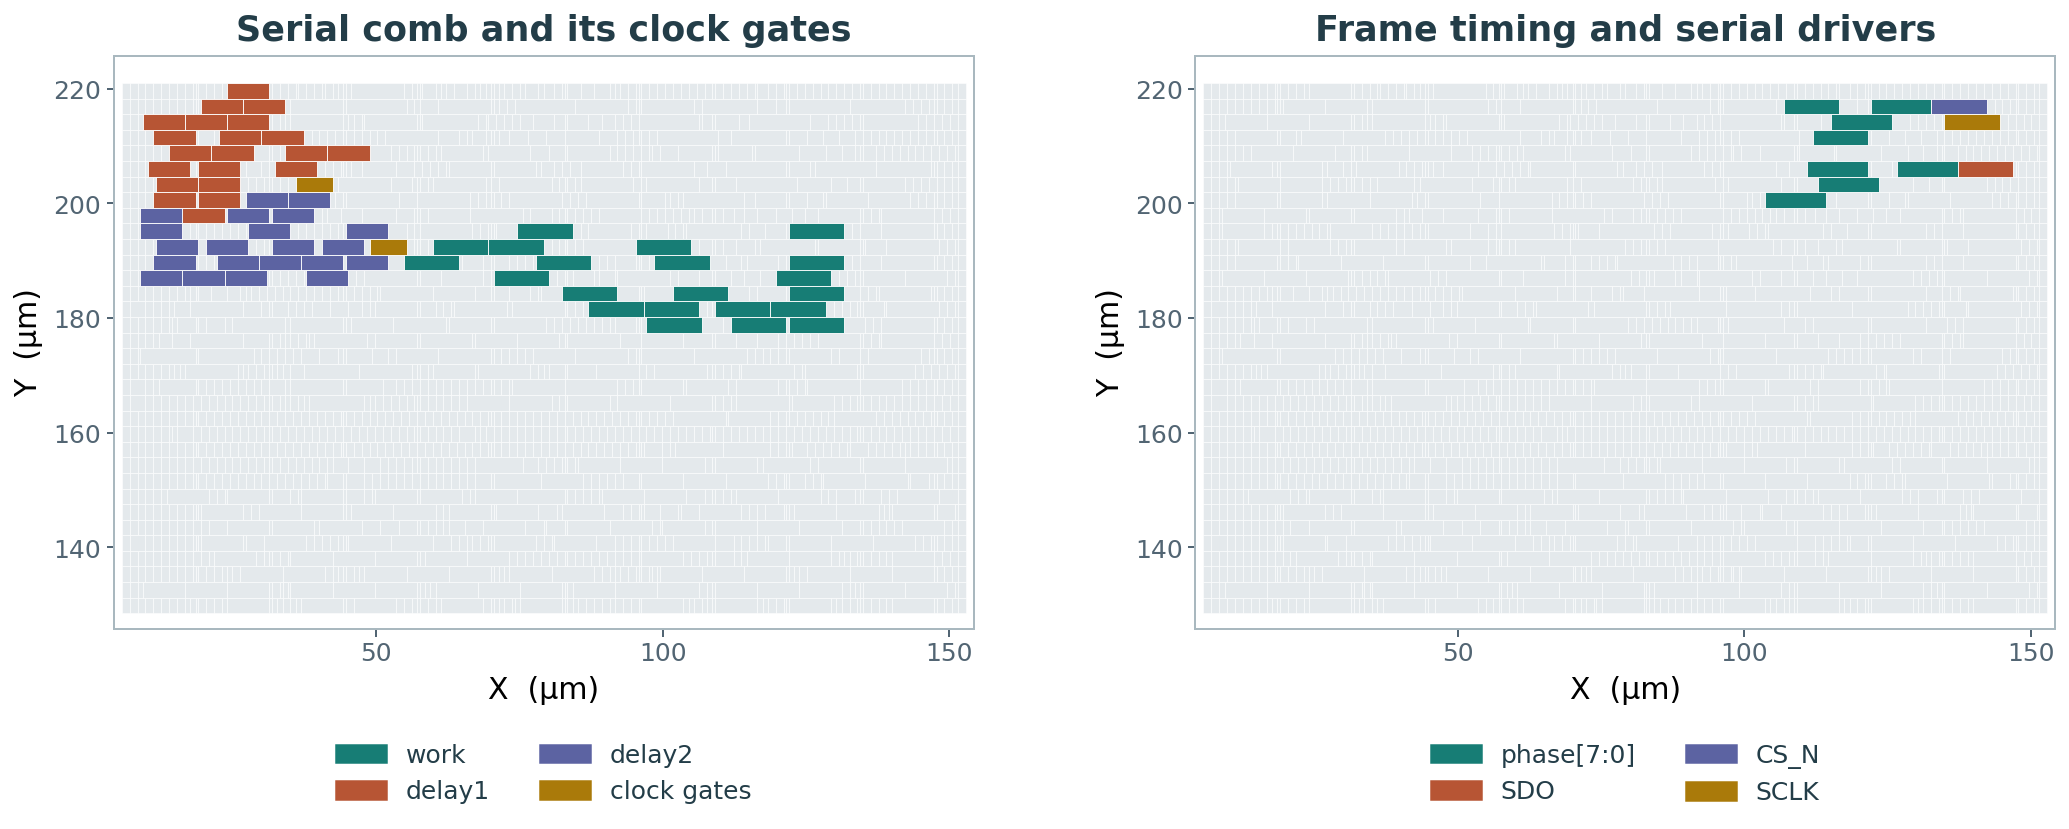 Serial comb and its clock gates
Y (µm)
220
200
180
160
140
50 100 150
X (µm)
work
delay1
delay2
clock gates
Frame timing and serial drivers
Y (µm)
220
200
180
160
140
50 100 150
X (µm)
phase[7:0]
SDO
CS_N
SCLK